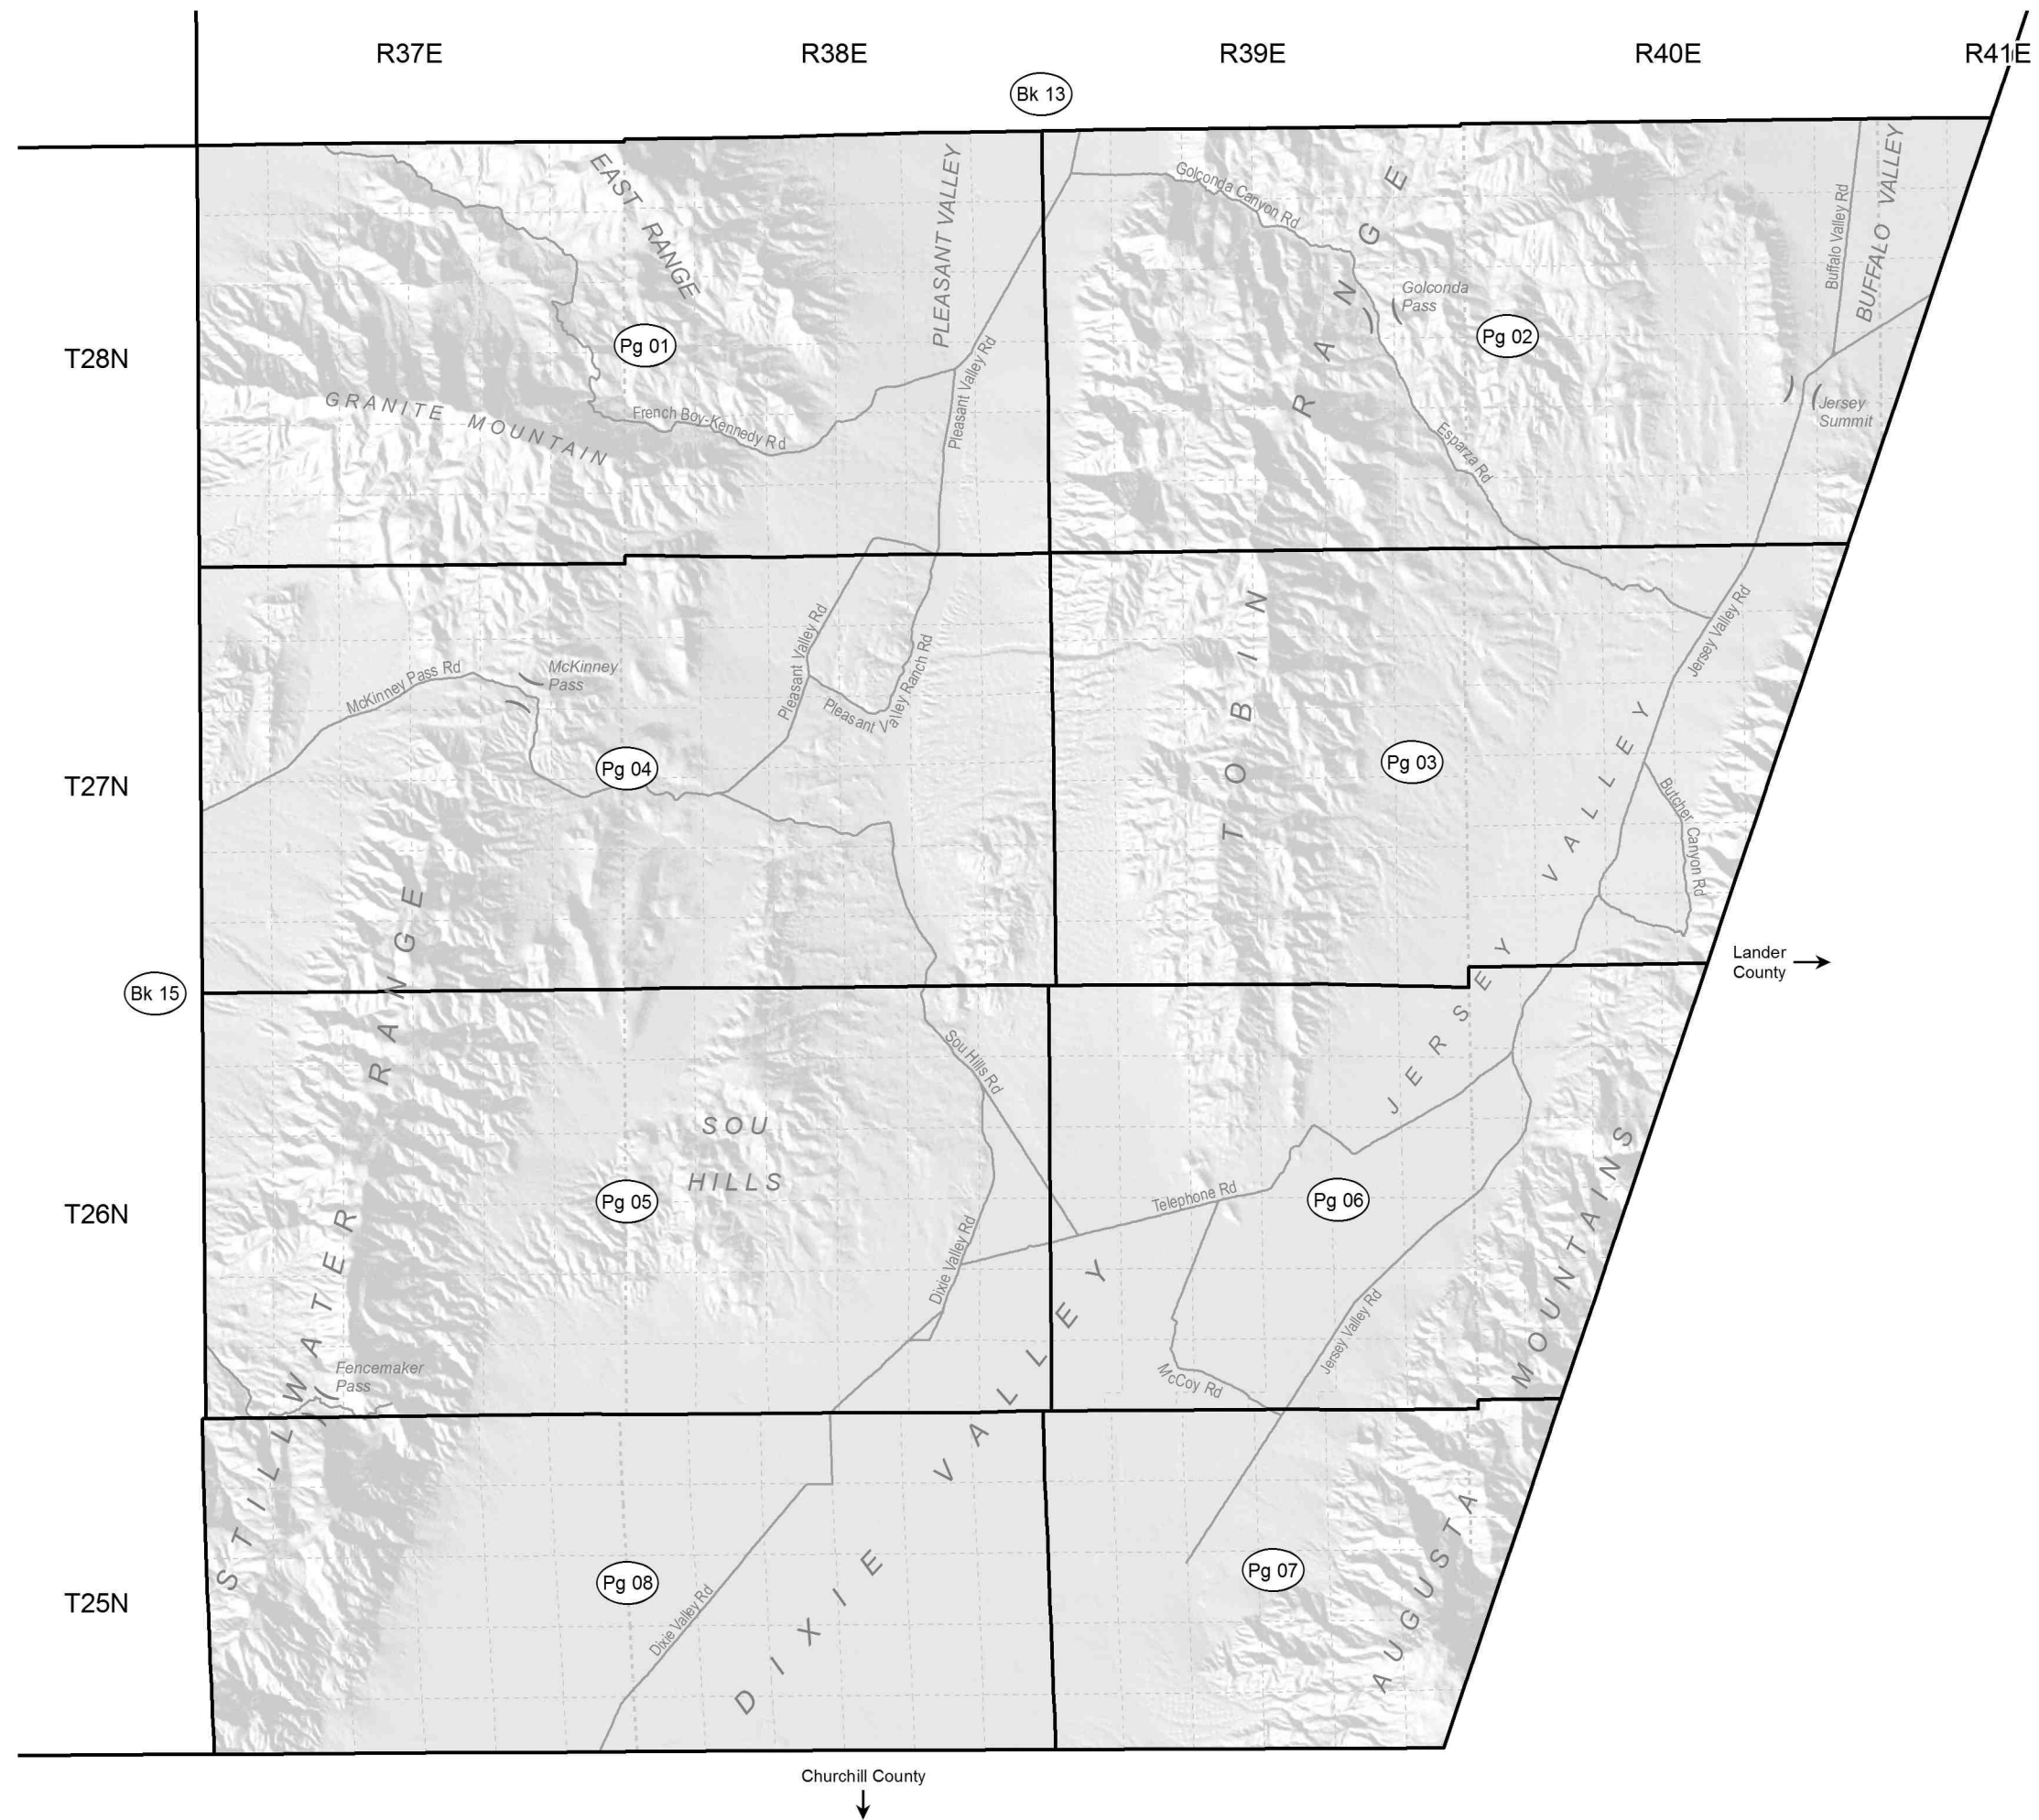 R37E
R38E
R39E
R40E
R41E
Bk 13
EAST RANGE
PLEASANT VALLEY
Golconda Canyon Rd
Buffalo Valley Rd
BUFFALO VALLEY
Golconda
Pass
T28N
Pg 01
Pg 02
Pleasant Valley Rd
GRANITE MOUNTAIN
French Boy-Kennedy Rd
Jersey
Summit
Esparza Rd
TOBIN RANGE
McKinney Pass Rd
McKinney
Pass
Pleasant Valley Rd
Pleasant Valley Ranch Rd
Jersey Valley Rd
T27N
Pg 04
Pg 03
Butcher Canyon Rd
JERSEY VALLEY
Lander
County
Bk 15
STILLWATER RANGE
Sou Hills Rd
SOU
HILLS
T26N
Pg 05
Telephone Rd
Pg 06
Dixie Valley Rd
Jersey Valley Rd
McCoy Rd
Fencemaker
Pass
AUGUSTA MOUNTAINS
DIXIE VALLEY
T25N
Pg 08
Pg 07
Dixie Valley Rd
Churchill County